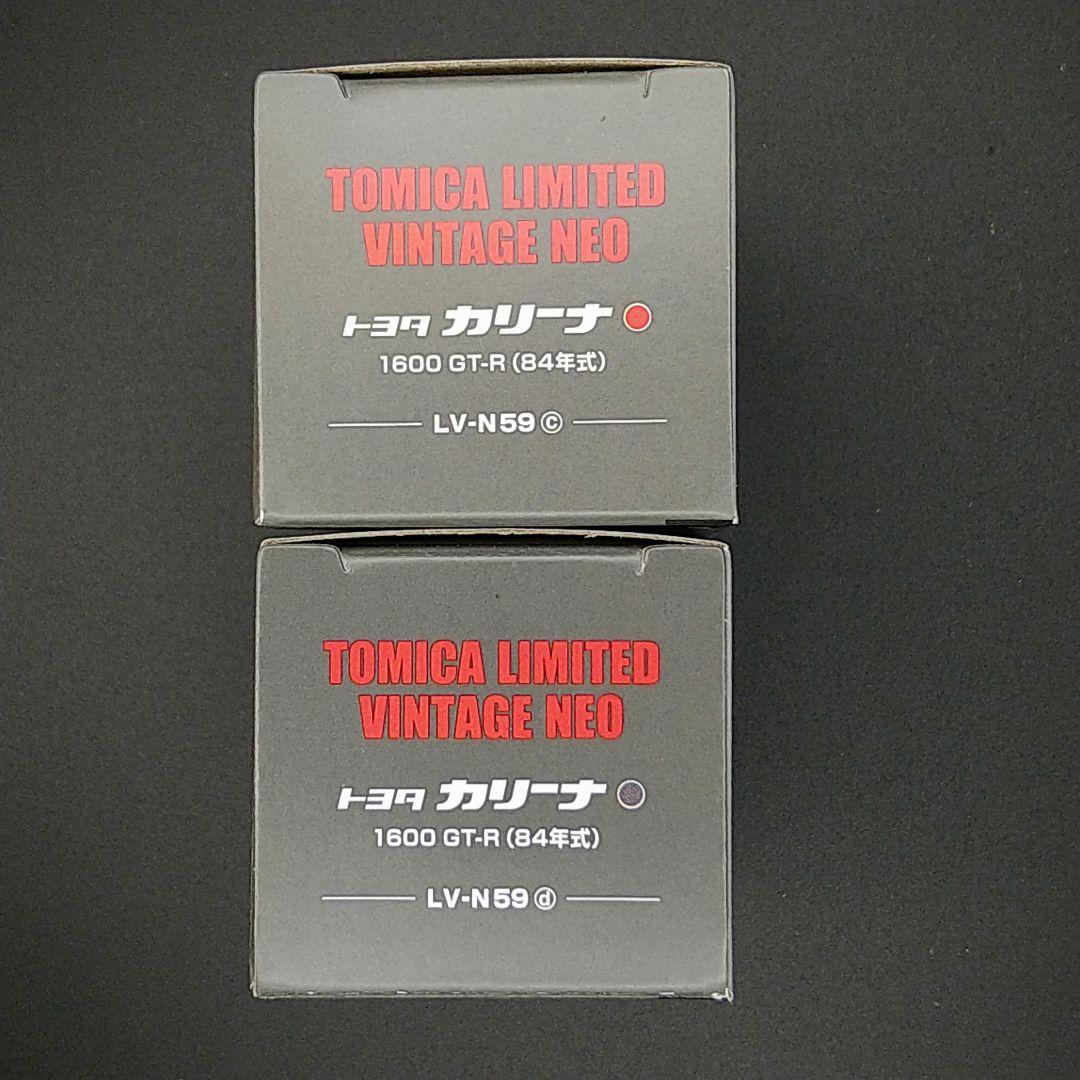 TOMICA LIMITED
VINTAGE NEO
トヨタ カリーナ
1600 GT-R (84年式)
LV-N59 ⓒ
TOMICA LIMITED
VINTAGE NEO
トヨタ カリーナ
1600 GT-R (84年式)
LV-N59 ⓓ